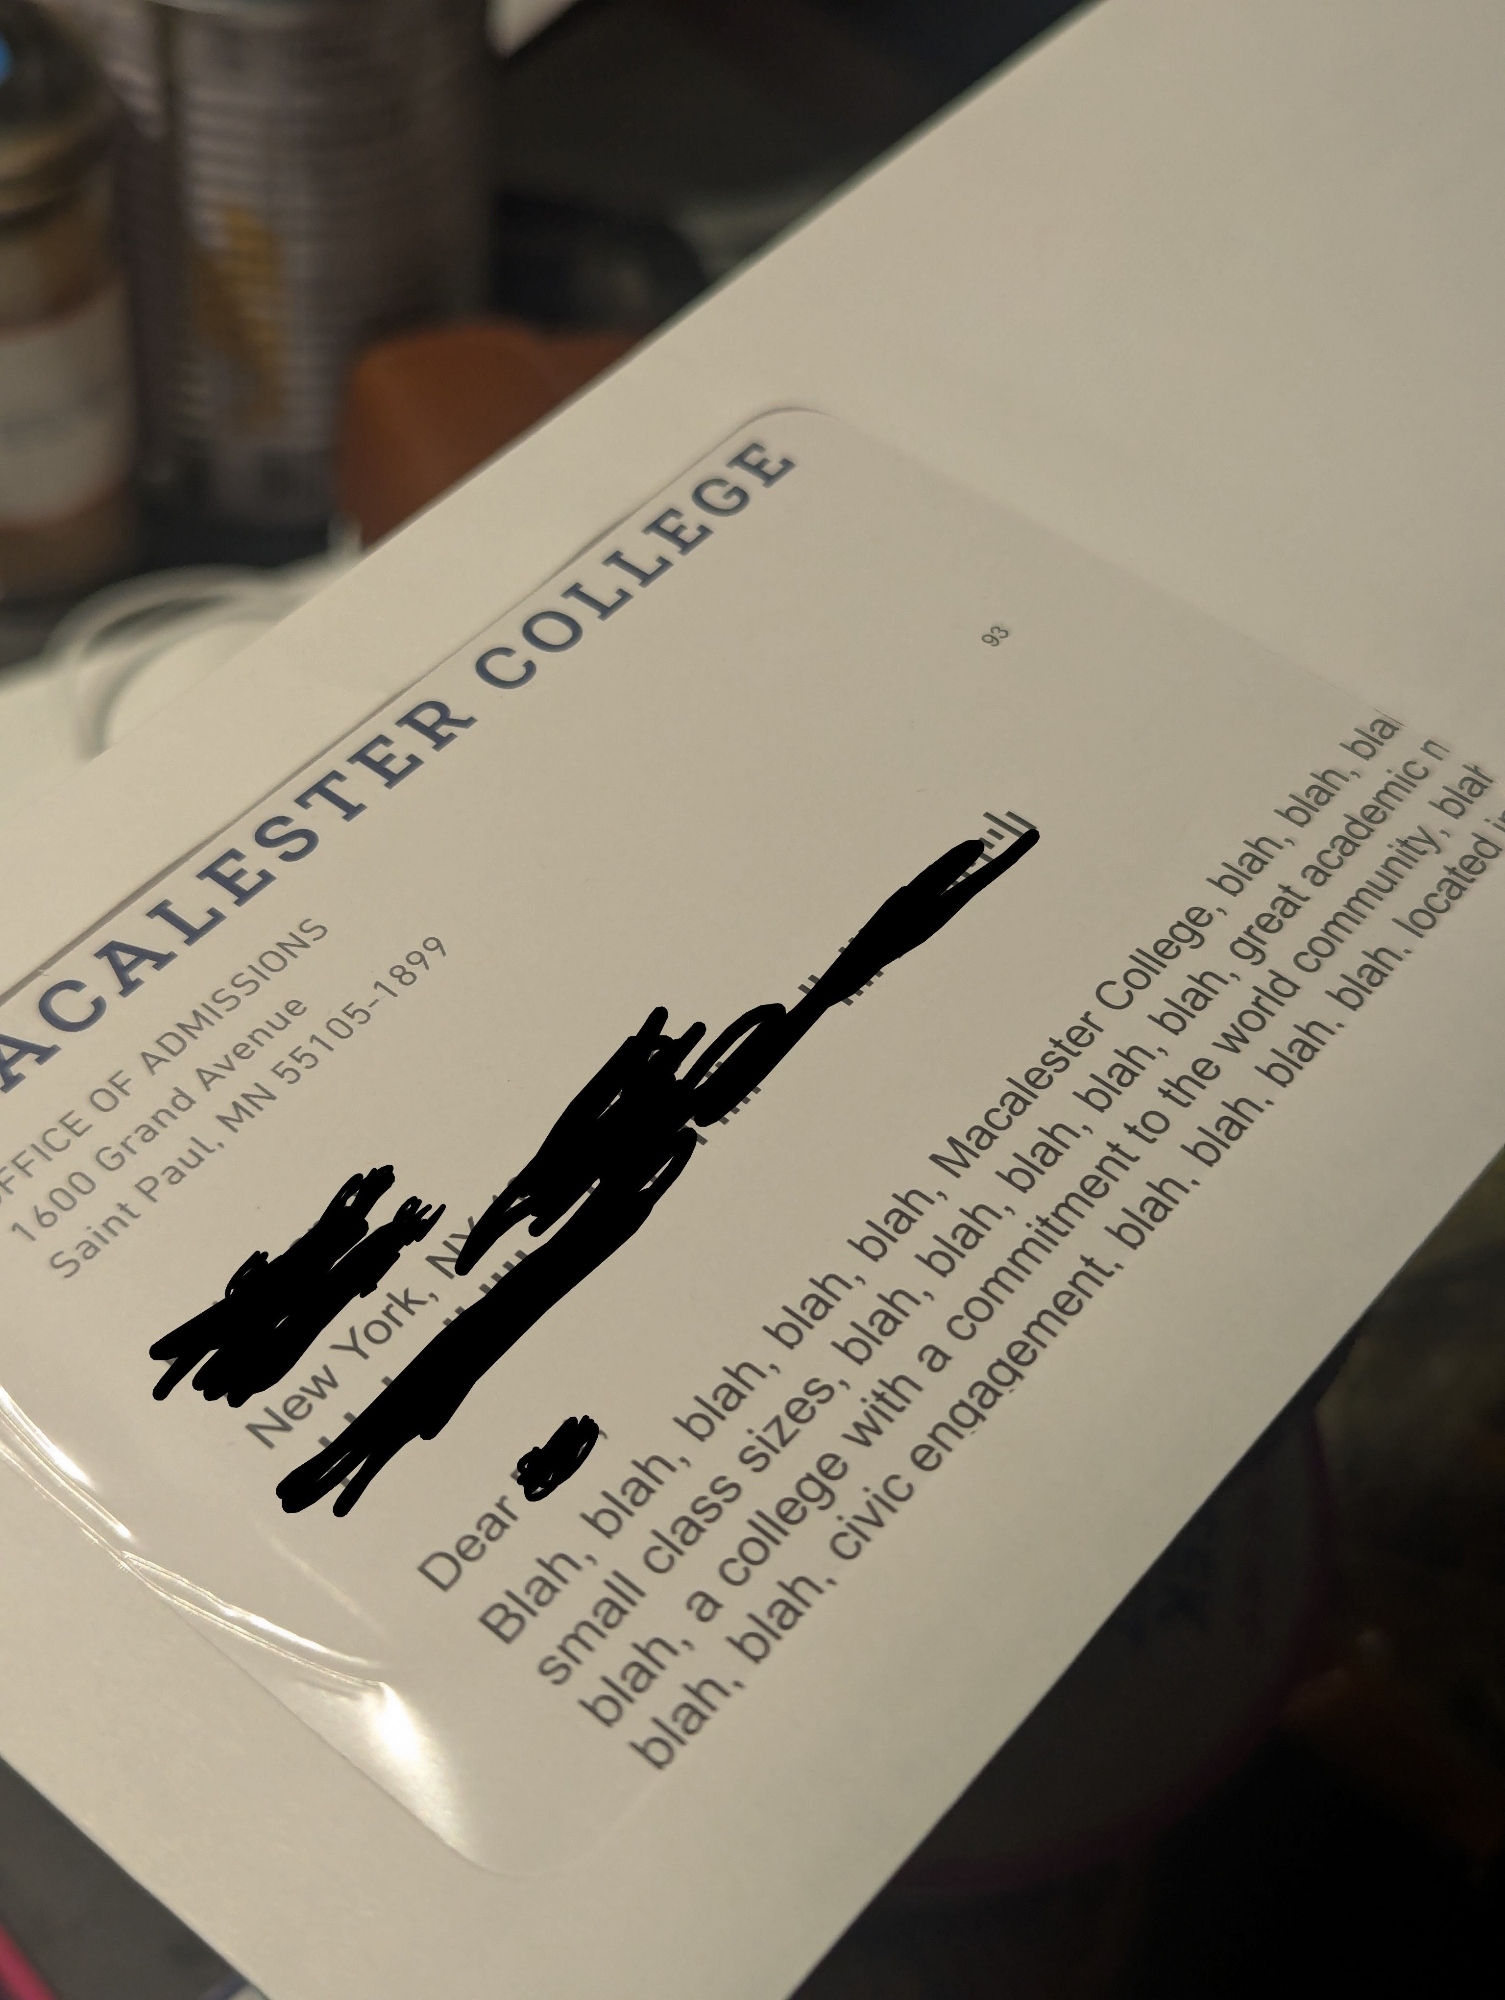 ACALESTER COLLEGE
FFICE OF ADMISSIONS
1600 Grand Avenue
Saint Paul, MN 55105-1899
93
New York, NY
Dear
Blah, blah, blah, blah, blah, blah, Macalester College, blah, blah, bla
small class sizes, blah, blah, blah, blah, blah, great academic
blah, a college with a commitment to the world community, blah
blah, blah, civic engagement, blah, blah, blah, blah, located